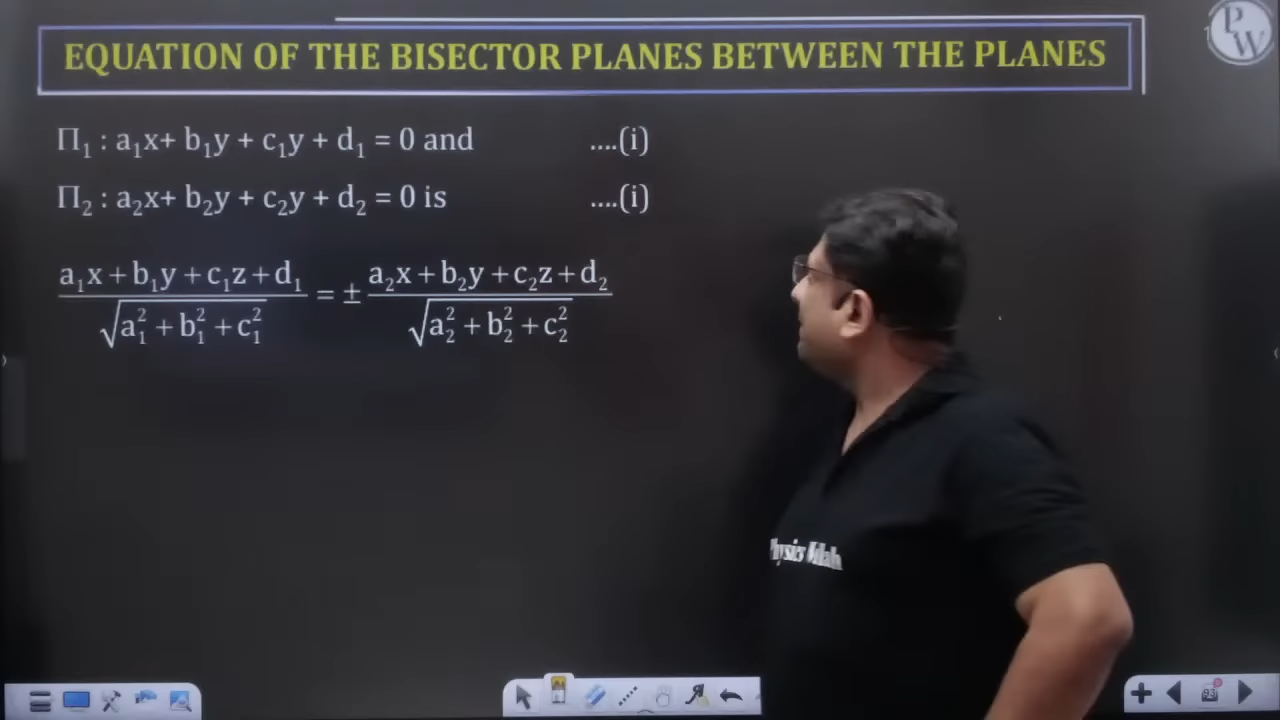 EQUATION OF THE BISECTOR PLANES BETWEEN THE PLANES
PW
Π₁ : a₁x+ b₁y + c₁y + d₁ = 0 and ....(i)
Π₂ : a₂x+ b₂y + c₂y + d₂ = 0 is ....(i)
(a₁x + b₁y + c₁z + d₁)/√(a₁² + b₁² + c₁²) = ± (a₂x + b₂y + c₂z + d₂)/√(a₂² + b₂² + c₂²)
Physics
93